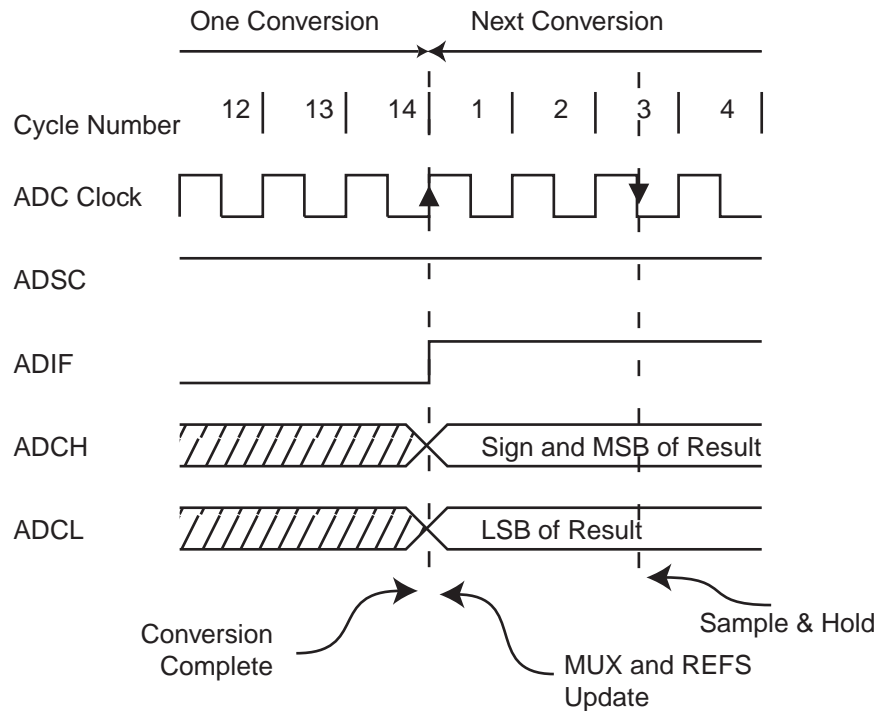 One Conversion Next Conversion
Cycle Number 12 13 14 1 2 3 4
ADC Clock
ADSC
ADIF
ADCH Sign and MSB of Result
ADCL LSB of Result
Sample & Hold
Conversion
Complete
MUX and REFS
Update